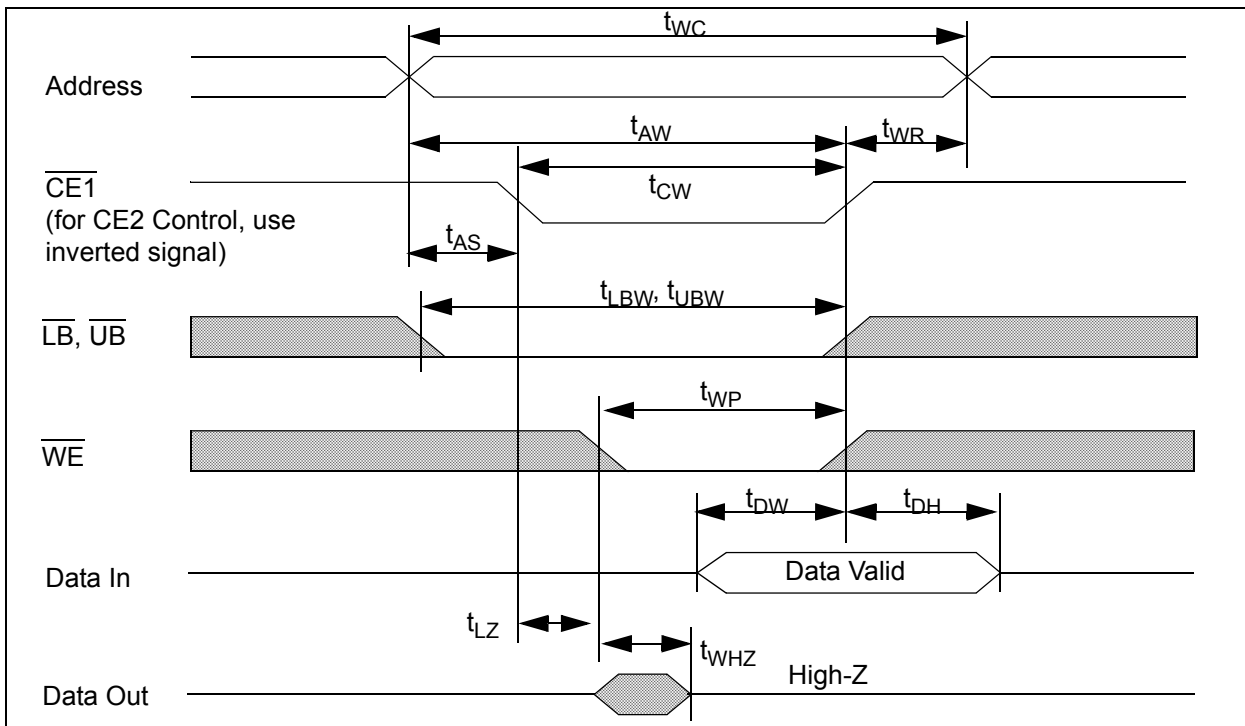 tWC
Address
tAW
tWR
CE1
(for CE2 Control, use
inverted signal)
tCW
tAS
tLBW, tUBW
LB, UB
tWP
WE
tDW
tDH
Data In
Data Valid
tLZ
tWHZ
Data Out
High-Z